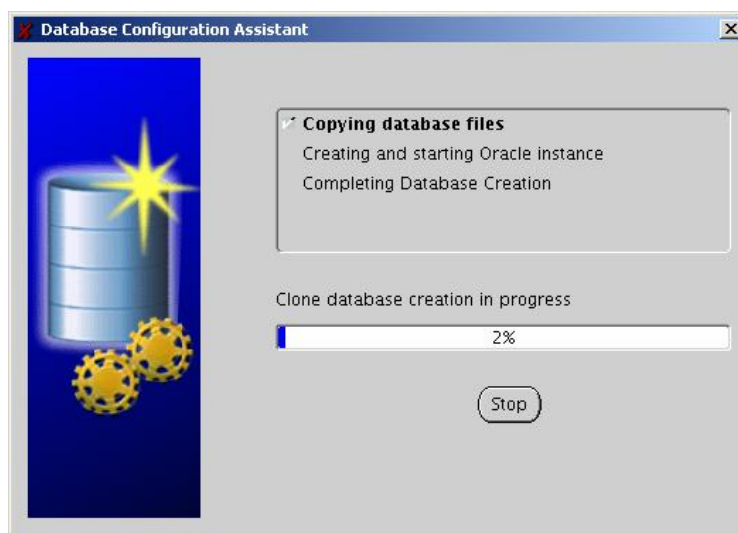 Database Configuration Assistant
Copying database files
Creating and starting Oracle instance
Completing Database Creation
Clone database creation in progress
2%
Stop